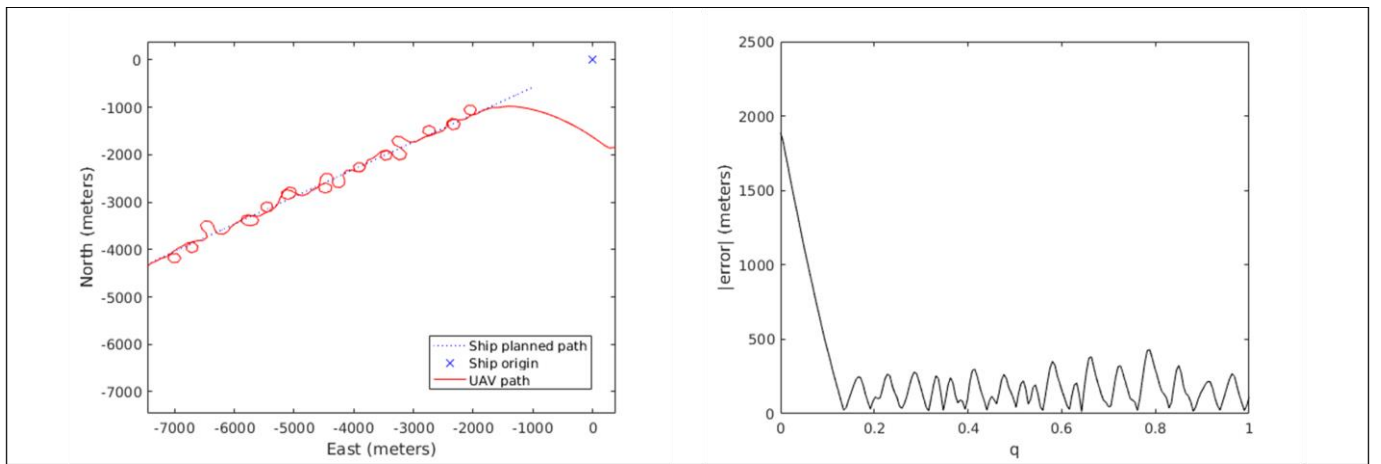 0
-1000
-2000
-3000
-4000
-5000
-6000
-7000
North (meters)
-7000 -6000 -5000 -4000 -3000 -2000 -1000 0
East (meters)
Ship planned path
Ship origin
UAV path
2500
2000
1500
1000
500
0
|error| (meters)
0 0.2 0.4 0.6 0.8 1
q